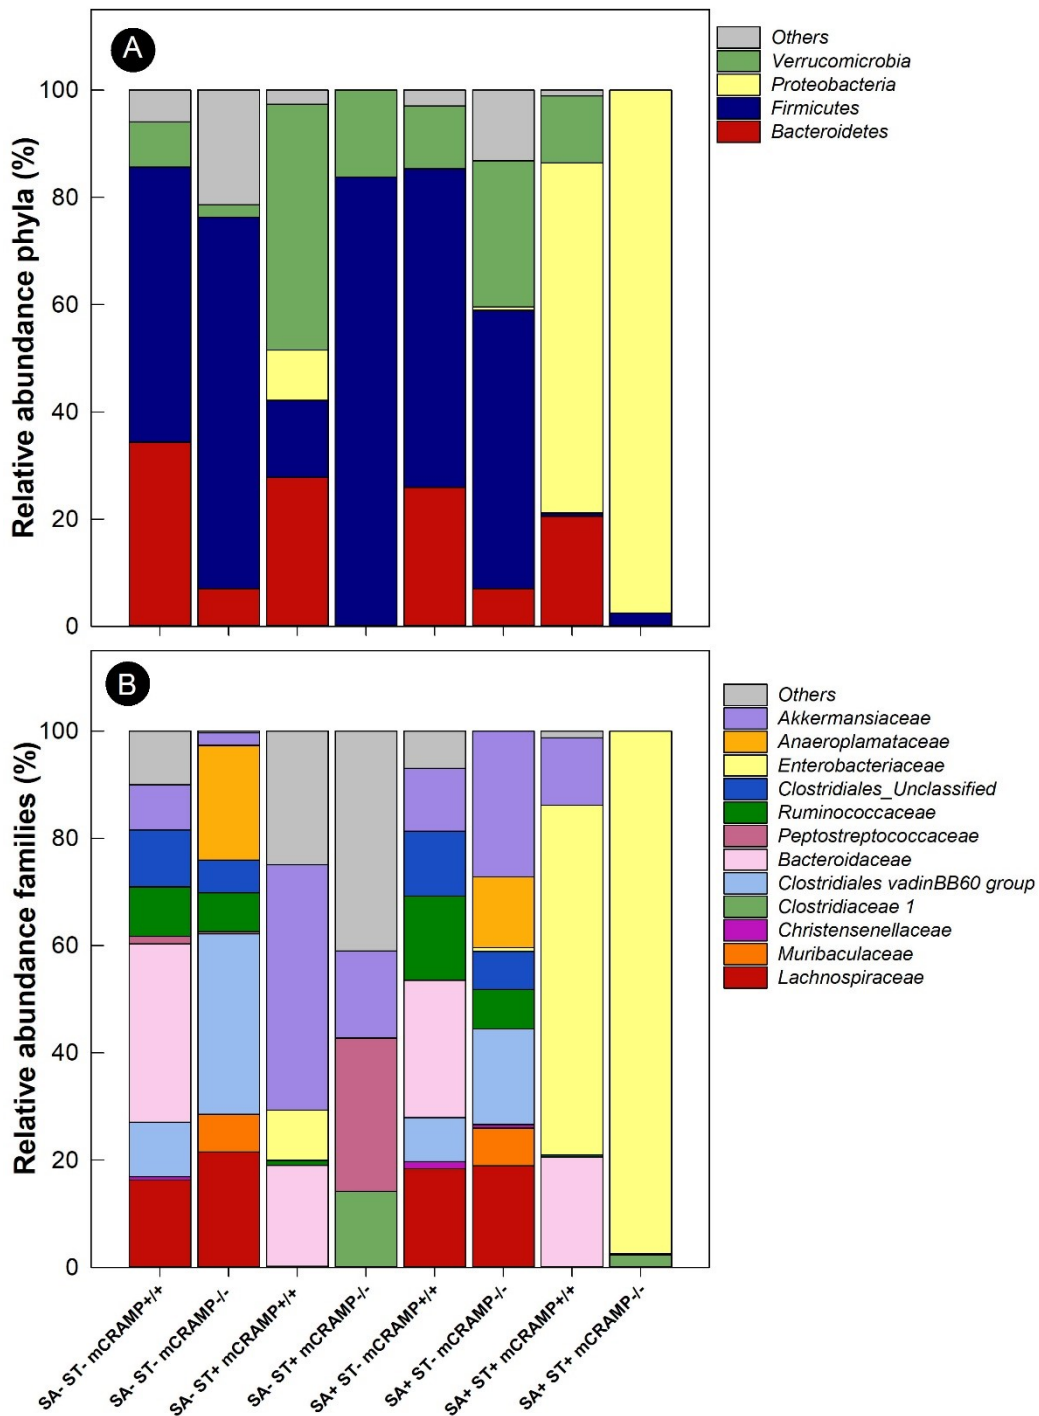 A
Relative abundance phyla (%)
100
80
60
40
20
0
Others
Verrucomicrobia
Proteobacteria
Firmicutes
Bacteroidetes
B
Relative abundance families (%)
100
80
60
40
20
0
Others
Akkermansiaceae
Anaeroplamataceae
Enterobacteriaceae
Clostridiales_Unclassified
Ruminococcaceae
Peptostreptococcaceae
Bacteroidaceae
Clostridiales vadinBB60 group
Clostridiaceae 1
Christensenellaceae
Muribaculaceae
Lachnospiraceae
SA- ST- mCRAMP+/+
SA- ST- mCRAMP-/-
SA- ST+ mCRAMP+/+
SA- ST+ mCRAMP-/-
SA+ ST- mCRAMP+/+
SA+ ST- mCRAMP-/-
SA+ ST+ mCRAMP+/+
SA+ ST+ mCRAMP-/-